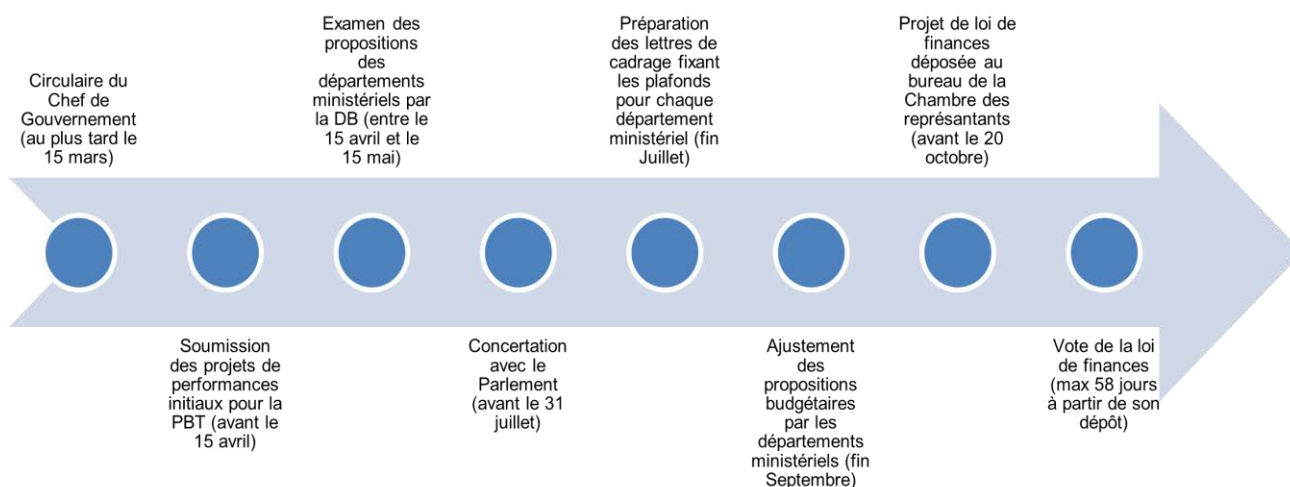 Circulaire du
Chef de
Gouvernement
(au plus tard le
15 mars)
Soumission
des projets de
performances
initiaux pour la
PBT (avant le
15 avril)
Examen des
propositions
des
départements
ministériels par
la DB (entre le
15 avril et le
15 mai)
Concertation
avec le
Parlement
(avant le 31
juillet)
Préparation
des lettres de
cadrage fixant
les plafonds
pour chaque
département
ministériel (fin
Juillet)
Ajustement
des
propositions
budgétaires
par les
départements
ministériels (fin
Septembre)
Projet de loi de
finances
déposée au
bureau de la
Chambre des
représantants
(avant le 20
octobre)
Vote de la loi
de finances
(max 58 jours
à partir de son
dépôt)